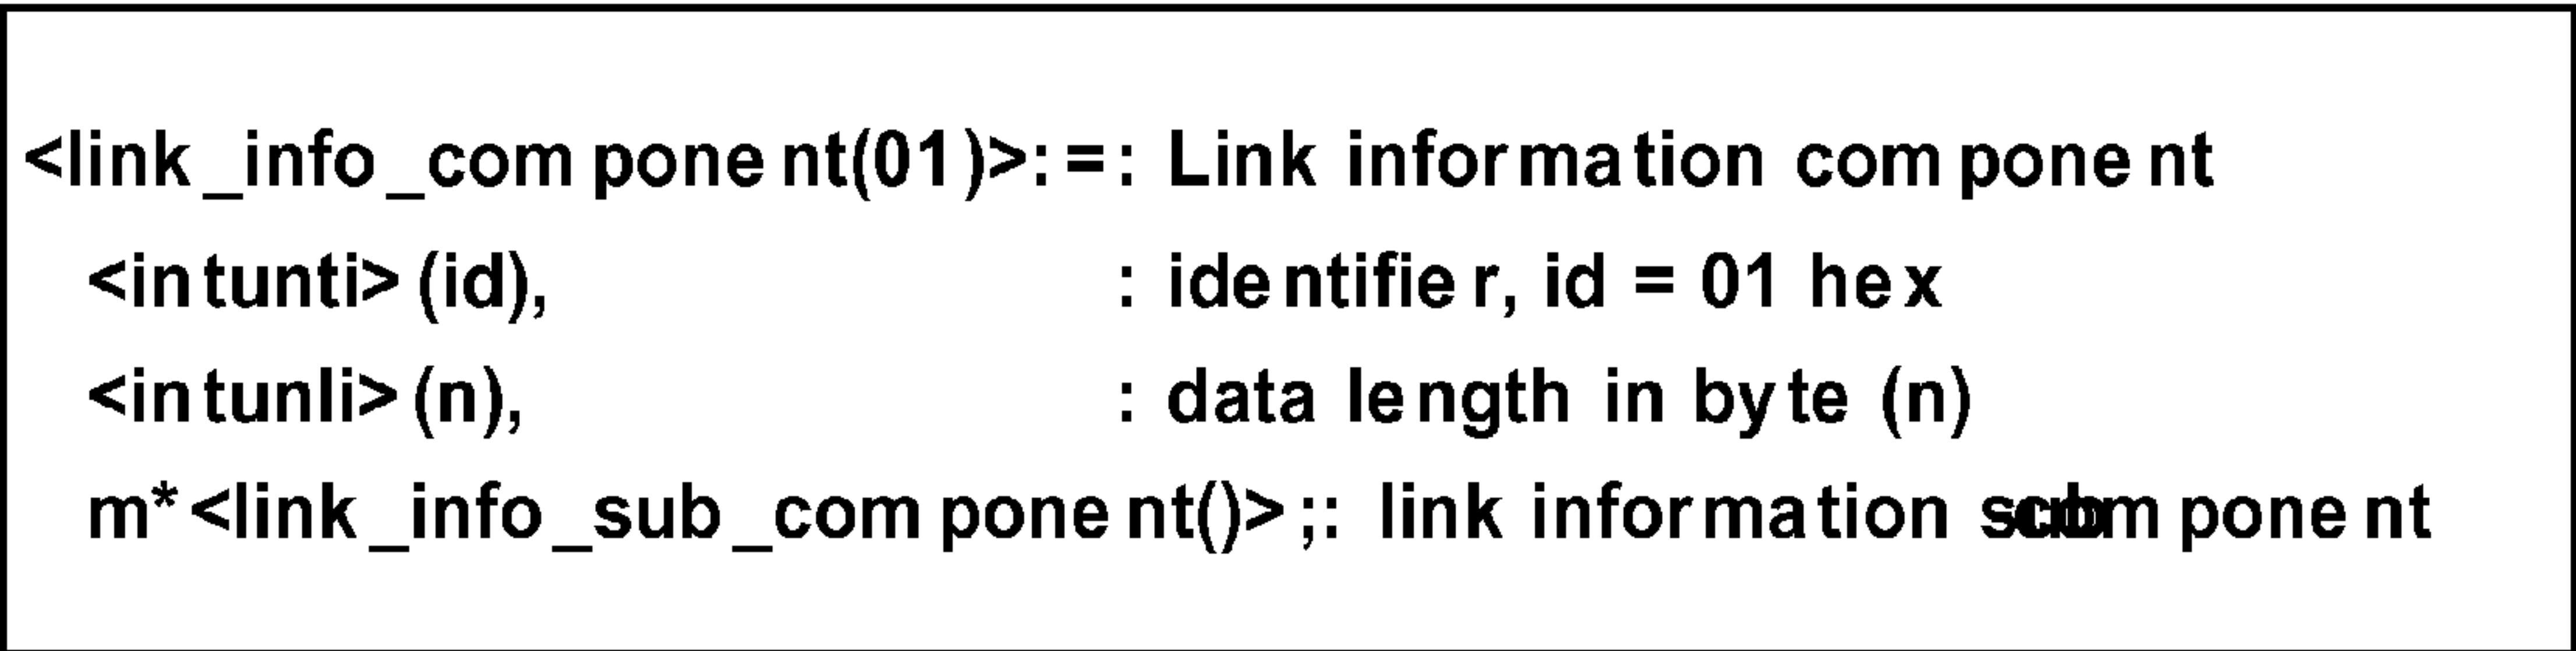 <link_info_component(01)>:=: Link information component
<intunti>(id), : identifier, id = 01 hex
<intunli>(n), : data length in byte (n)
m*<link_info_sub_component()>;: link information sub component